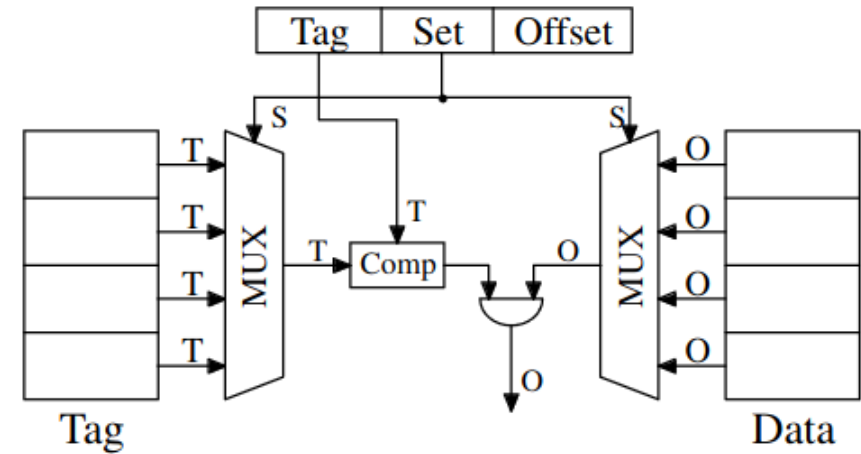 Tag Set Offset
S S
T O
T T O
T T O O
Comp
MUX MUX
T O
T O
O
Tag Data